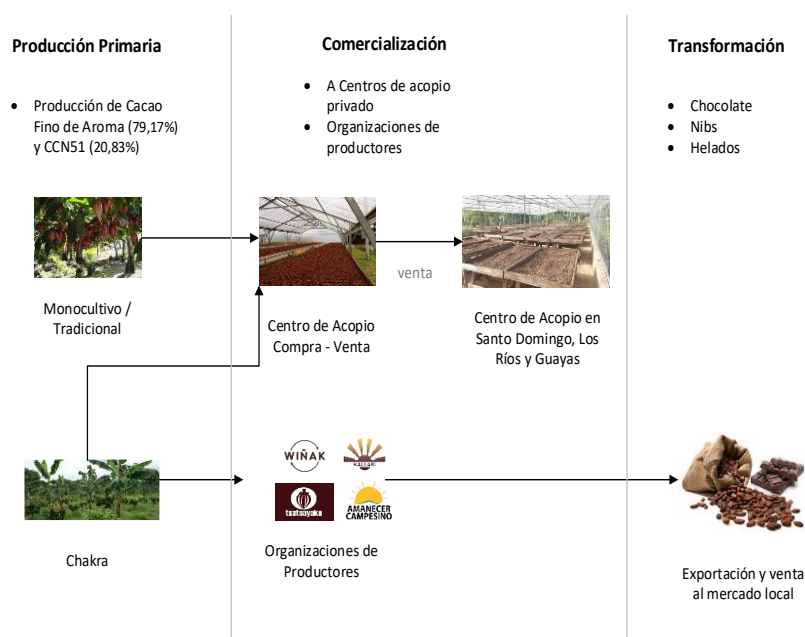 Producción Primaria
• Producción de Cacao
Fino de Aroma (79,17%)
y CCN51 (20,83%)
Monocultivo /
Tradicional
Chakra
Comercialización
• A Centros de acopio
privado
• Organizaciones de
productores
Centro de Acopio
Compra - Venta
venta
Centro de Acopio en
Santo Domingo, Los
Ríos y Guayas
WIÑAK
KALLARI
tsatsayaku
AMANECER
CAMPESINO
Organizaciones de
Productores
Transformación
• Chocolate
• Nibs
• Helados
Exportación y venta
al mercado local